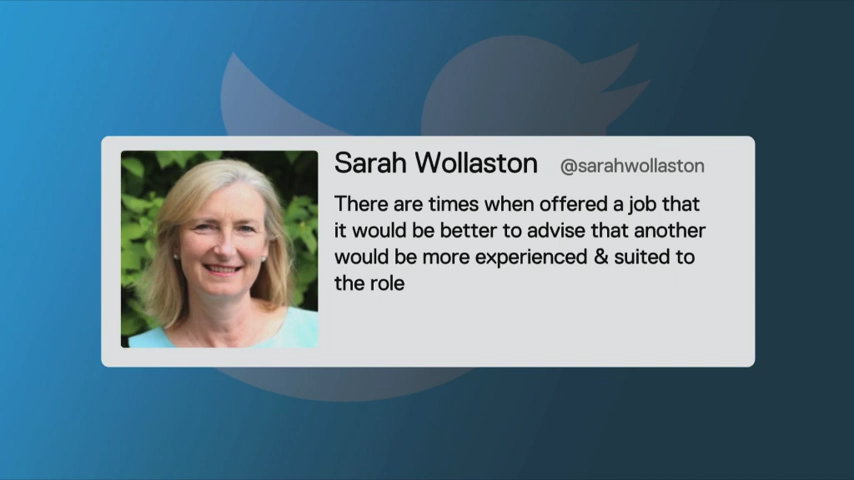 Sarah Wollaston @sarahwollaston
There are times when offered a job that
it would be better to advise that another
would be more experienced & suited to
the role